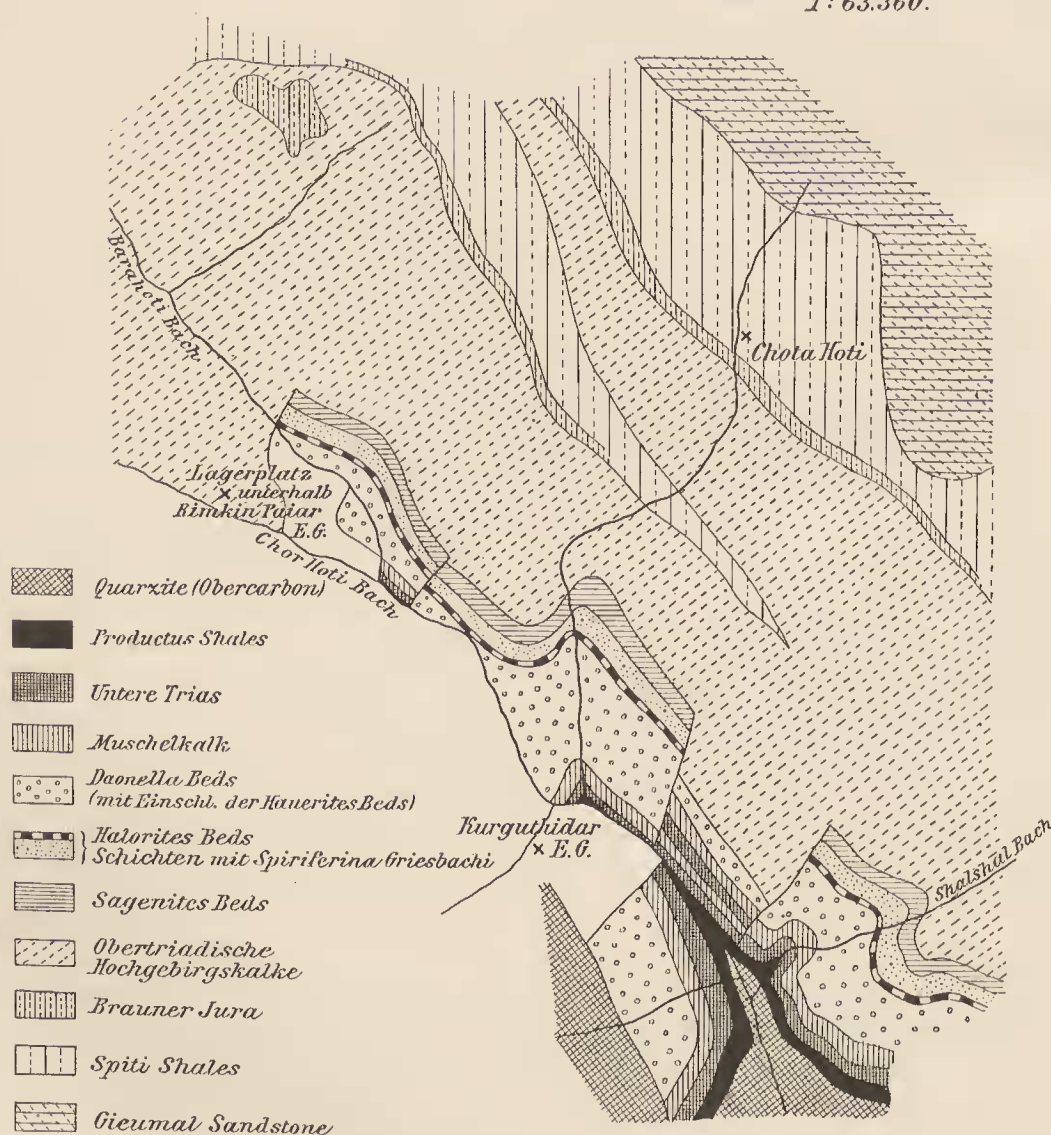 1:63.360.
Barahoti Bach
Chota Hoti
Lagerplatz
unterhalb
Rimkin Paiar
E.G.
Chor Hoti Bach
Kurguthidar
E.G.
Shalshal Bach
Quarzite (Obercarbon)
Productus Shales
Untere Trias
Muschelkalk
Daonella Beds
(mit Einschl. der Hauerites Beds)
Halorites Beds
Schichten mit Spiriferina Griesbachi
Sagenites Beds
Obertriadische
Hochgebirgskalke
Brauner Jura
Spiti Shales
Gieumal Sandstone